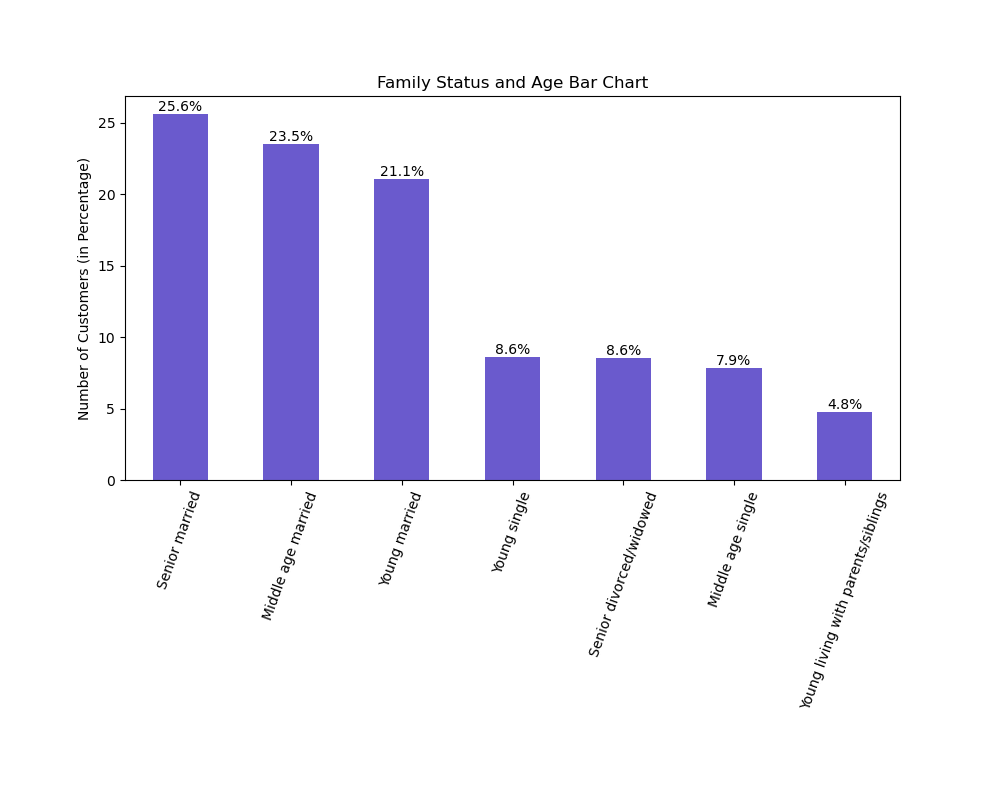 Family Status and Age Bar Chart
Number of Customers (in Percentage)
25
20
15
10
5
0
25.6%
23.5%
21.1%
8.6%
8.6%
7.9%
4.8%
Senior married
Middle age married
Young married
Young single
Senior divorced/widowed
Middle age single
Young living with parents/siblings